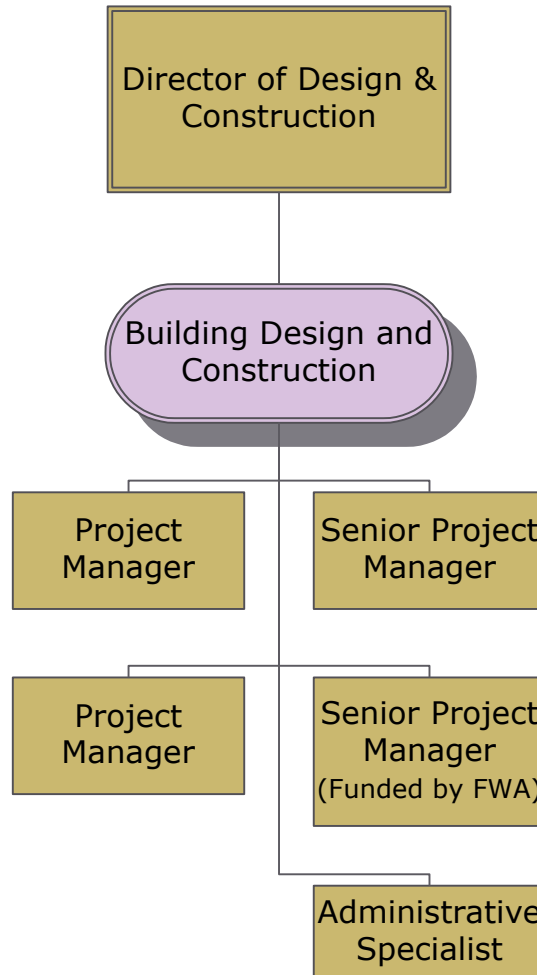 Director of Design &
Construction
Building Design and
Construction
Project
Manager
Senior Project
Manager
Project
Manager
Senior Project
Manager
(Funded by FWA)
Administrative
Specialist